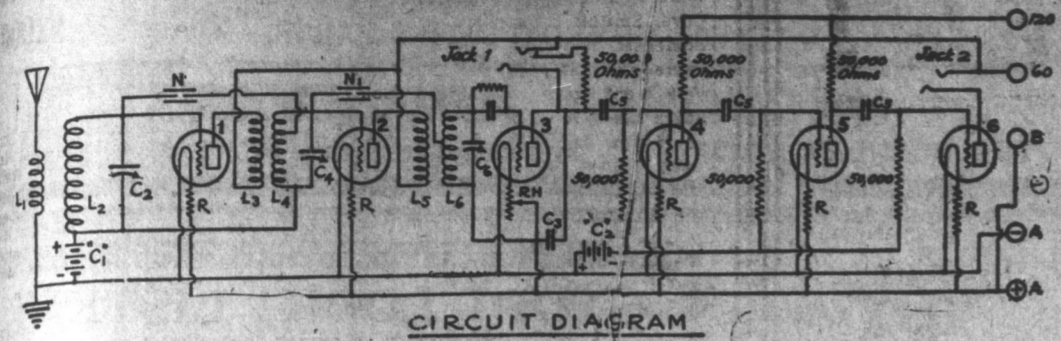 120
Jack 1
50,000 Ohms
50,000 Ohms
50,000 Ohms
Jack 2
60
N
N1
C5
C5
C5
1
2
3
4
5
6
B
C2
C4
C6
L1
L2
R
L3
L4
R
L5
L6
RH
50,000
R
50,000
R
50,000
R
C3
"C2"
+
-
"C1"
+
-
- A
+ A
CIRCUIT DIAGRAM